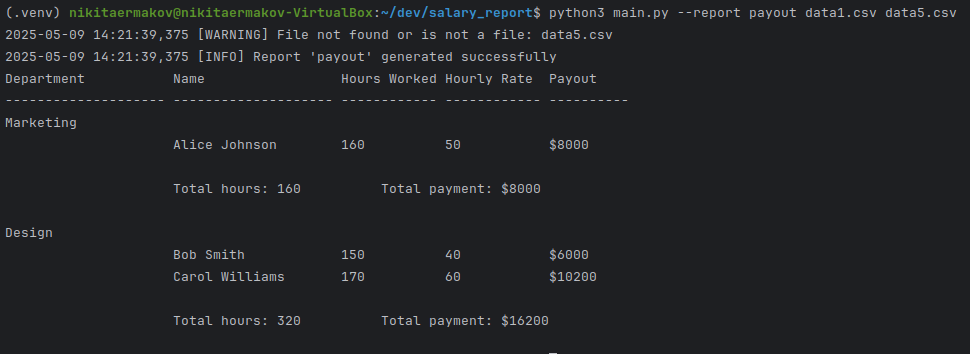 (.venv) nikitaermakov@nikitaermakov-VirtualBox:~/dev/salary_report$ python3 main.py --report payout data1.csv data5.csv
2025-05-09 14:21:39,375 [WARNING] File not found or is not a file: data5.csv
2025-05-09 14:21:39,375 [INFO] Report 'payout' generated successfully
Department           Name                 Hours Worked Hourly Rate  Payout
-------------------- -------------------- ------------ ------------ ----------
Marketing
                     Alice Johnson        160          50           $8000
                     Total hours: 160          Total payment: $8000
Design
                     Bob Smith            150          40           $6000
                     Carol Williams       170          60           $10200
                     Total hours: 320          Total payment: $16200